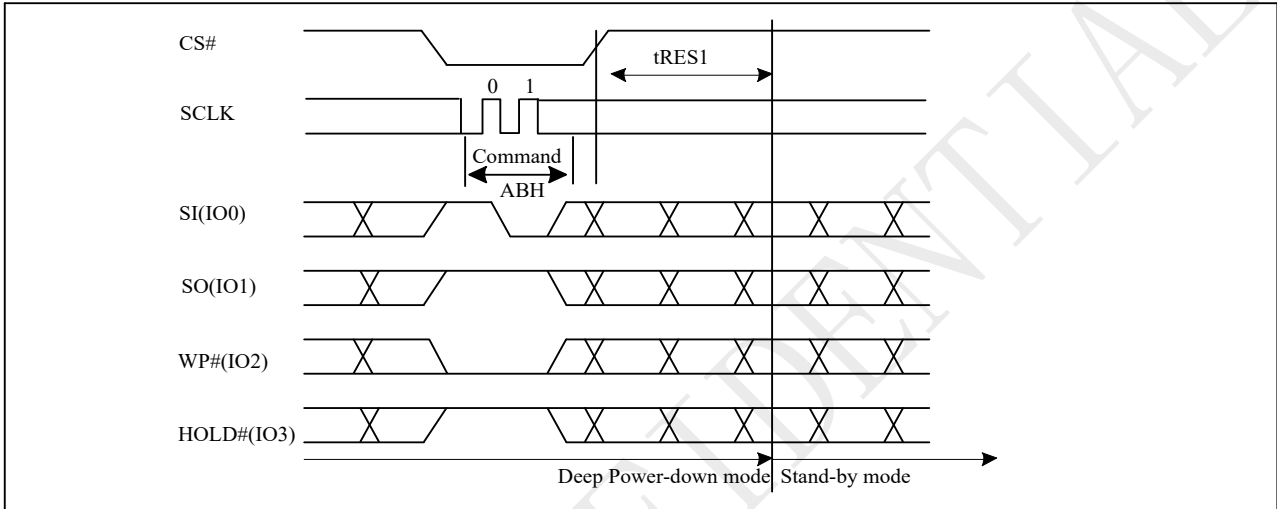 CS#
tRES1
0 1
SCLK
Command
ABH
SI(IO0)
SO(IO1)
WP#(IO2)
HOLD#(IO3)
Deep Power-down mode Stand-by mode